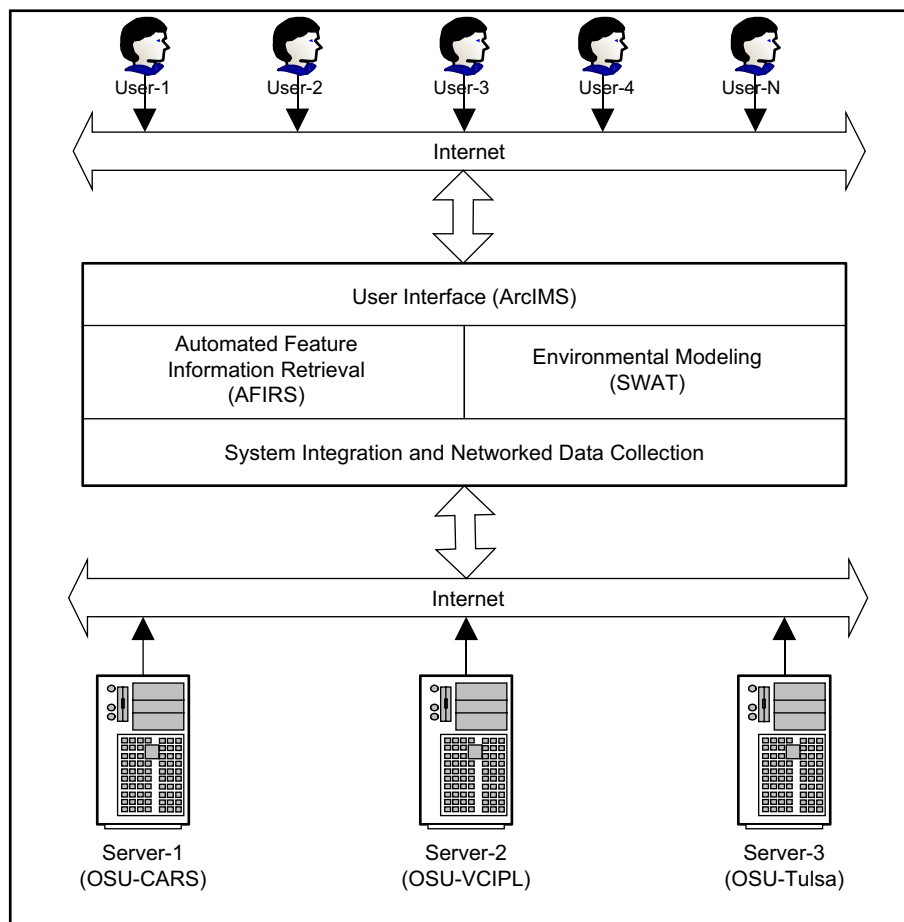 User-1
User-2
User-3
User-4
User-N
Internet
User Interface (ArcIMS)
Automated Feature
Information Retrieval
(AFIRS)
Environmental Modeling
(SWAT)
System Integration and Networked Data Collection
Internet
Server-1
(OSU-CARS)
Server-2
(OSU-VCIPL)
Server-3
(OSU-Tulsa)